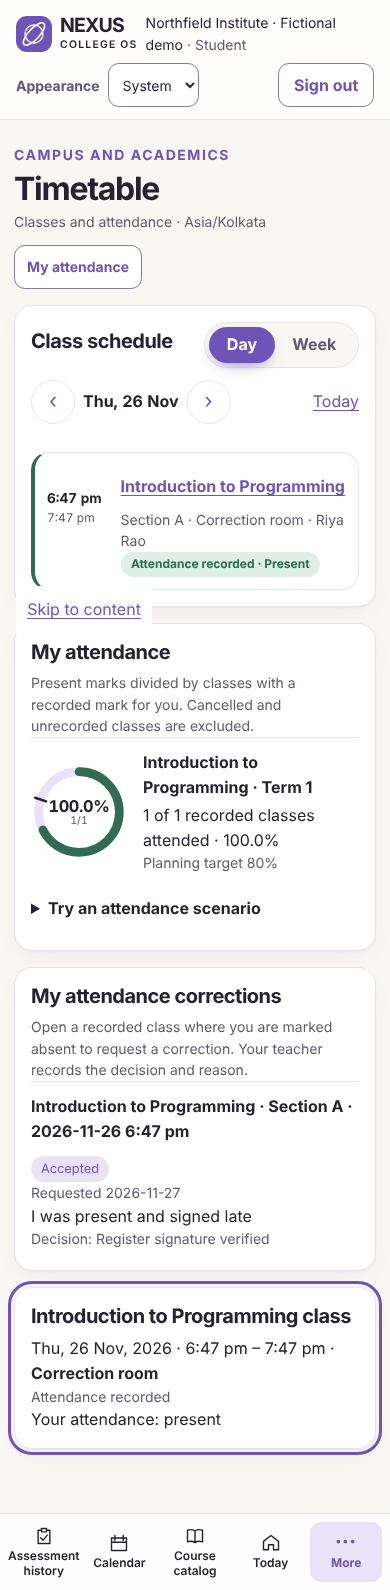 NEXUS
COLLEGE OS
Northfield Institute · Fictional
demo · Student
Appearance
System
Sign out
CAMPUS AND ACADEMICS
Timetable
Classes and attendance · Asia/Kolkata
My attendance
Class schedule
Day
Week
Thu, 26 Nov
Today
6:47 pm
7:47 pm
Introduction to Programming
Section A · Correction room · Riya
Rao
Attendance recorded · Present
Skip to content
My attendance
Present marks divided by classes with a
recorded mark for you. Cancelled and
unrecorded classes are excluded.
100.0%
1/1
Introduction to
Programming · Term 1
1 of 1 recorded classes
attended · 100.0%
Planning target 80%
Try an attendance scenario
My attendance corrections
Open a recorded class where you are marked
absent to request a correction. Your teacher
records the decision and reason.
Introduction to Programming · Section A ·
2026-11-26 6:47 pm
Accepted
Requested 2026-11-27
I was present and signed late
Decision: Register signature verified
Introduction to Programming class
Thu, 26 Nov, 2026 · 6:47 pm – 7:47 pm ·
Correction room
Attendance recorded
Your attendance: present
Assessment
history
Calendar
Course
catalog
Today
More